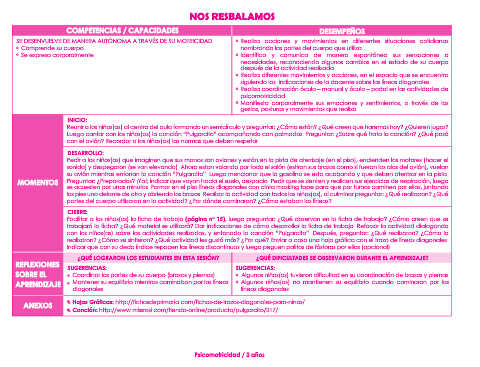 NOS RESBALAMOS
COMPETENCIAS / CAPACIDADES
DESEMPEÑOS
SE DESENVUELVE DE MANERA AUTÓNOMA A TRAVÉS DE SU MOTRICIDAD
Comprende su cuerpo
Se expresa corporalmente
Realiza acciones y movimientos en diferentes situaciones cotidianas
nombrando las partes del cuerpo que utiliza
Identifica y comunica de manera espontánea sus sensaciones o
necesidades, reconociendo algunos cambios en el estado de su cuerpo
después de la actividad realizada
Realiza diferentes movimientos y acciones, en el espacio que se encuentra
siguiendo las indicaciones de la docente sobre las líneas diagonales.
Realiza coordinación óculo – manual y óculo – podal en las actividades de
psicomotricidad
Manifiesta corporalmente sus emociones y sentimientos, a través de los
gestos, posturas y movimientos que realiza
MOMENTOS
INICIO:
Reunir a los niños(as) al centro del aula formando un semicírculo y preguntar: ¿Cómo están? ¿Qué creen que haremos hoy? ¿Quieren jugar?
Luego cantar con los niños(as) la canción "Pulgarcito" acompañando con palmadas Preguntar: ¿Sobre qué trata la canción? ¿Qué pasó
con el avión? Recordar a los niños(as) las normas que deben respetar
DESARROLLO:
Pedir a los niños(as) que imaginen que sus manos son aviones y están en la pista de chocipiés (en el piso), encienden los motores (hacer el
sonido) y despegaron (se van elevando) Ahora están volando por todo el salón (estiran sus brazos como si fueran las alas del avión), vuelan
su avión mientras entonan la canción "Pulgarcito" Luego mencionar que la gasolina se está acabando y que deben aterrizar en la pista.
Preguntar: ¿Preparados? ¡Ya!, indicar que vayan hacia el suelo, despacio Pedir que se sienten y realicen sus ejercicios de respiración, luego
se acuesten por unos minutos Formar en el piso líneas diagonales con cinta masking tape para que por turnos caminen por ellas, juntando
los pies uno delante de otro y abriendo los brazos Realizar la actividad con todos los niños(as), al culminar preguntar: ¿Qué realizamos? ¿Qué
partes del cuerpo utilizaron en la actividad? ¿Por dónde caminaron? ¿Cómo estaban las líneas?
CIERRE:
Facilitar a los niños(as) la ficha de trabajo (página nº 15), luego preguntar: ¿Qué observan en la ficha de trabajo? ¿Cómo creen que se
trabajará la ficha? ¿Qué material se utilizará? Dar indicaciones de cómo desarrollar la ficha de trabajo Reforzar la actividad dialogando
con los niños(as) sobre las actividades realizadas, y entonando la canción "Pulgarcito" Después, preguntar: ¿Qué realizaron? ¿Cómo lo
realizaron? ¿Cómo se sintieron? ¿Qué actividad les gustó más? ¿Por qué? Enviar a casa una hoja gráfica con el trazo de líneas diagonales
Indicar que con su dedo índice repasen las líneas discontinuas y luego peguen palitos de fósforos por ellas (opcional)
REFLEXIONES
SOBRE EL
APRENDIZAJE
¿QUÉ LOGRARON LOS ESTUDIANTES EN ESTA SESIÓN?
¿QUÉ DIFICULTADES SE OBSERVARON DURANTE EL APRENDIZAJE?
SUGERENCIAS:
Coordinar las partes de su cuerpo (brazos y piernas)
Mantener su equilibrio mientras caminaban por las líneas
diagonales
SUGERENCIAS:
Algunos niños(as) tuvieron dificultad en su coordinación de brazos y piernas
Algunos niños(as) no mantienen su equilibrio cuando caminaron por las
líneas diagonales
ANEXOS
Hojas Gráficas: http://fichasdeprimaria.com/fichas-de-trazos-diagonales-para-ninos/
Canción: http://www.misrosi.com/tienda-online/producto/pulgarcito/217/
Psicomotricidad / 3 años